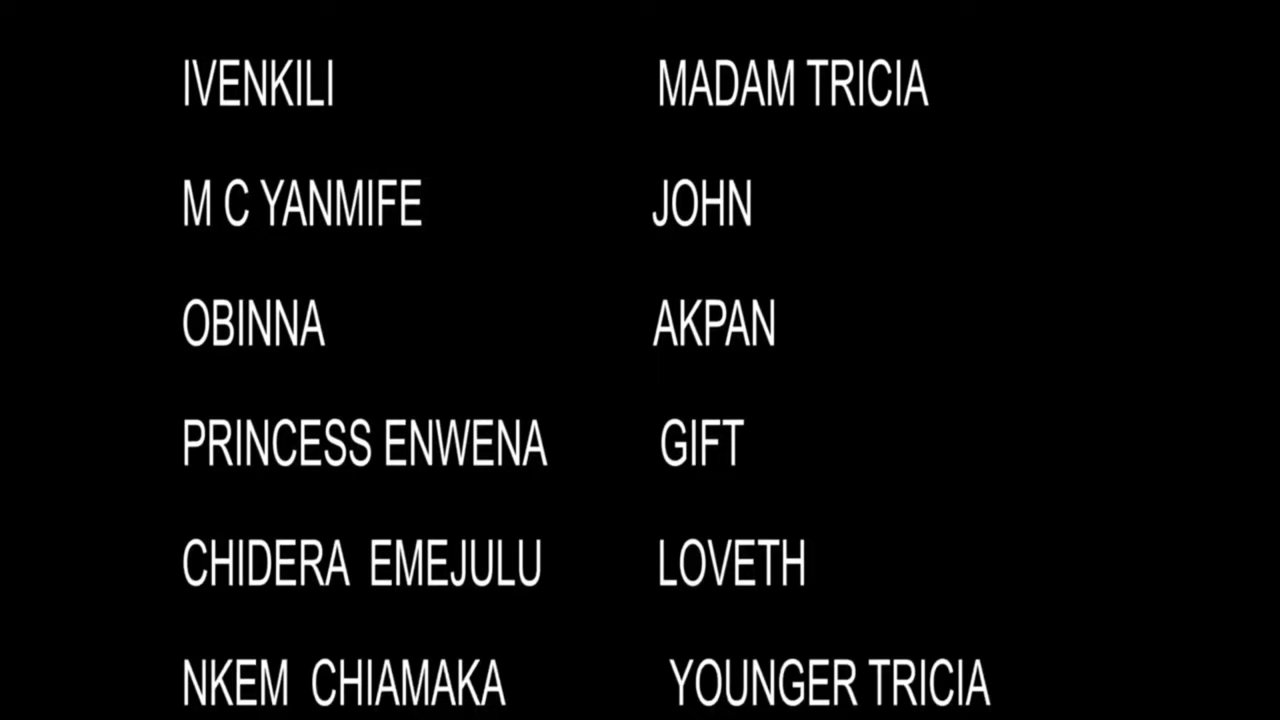 IVENKILI MADAM TRICIA
M C YANMIFE JOHN
OBINNA AKPAN
PRINCESS ENWENA GIFT
CHIDERA EMEJULU LOVETH
NKEM CHIAMAKA YOUNGER TRICIA